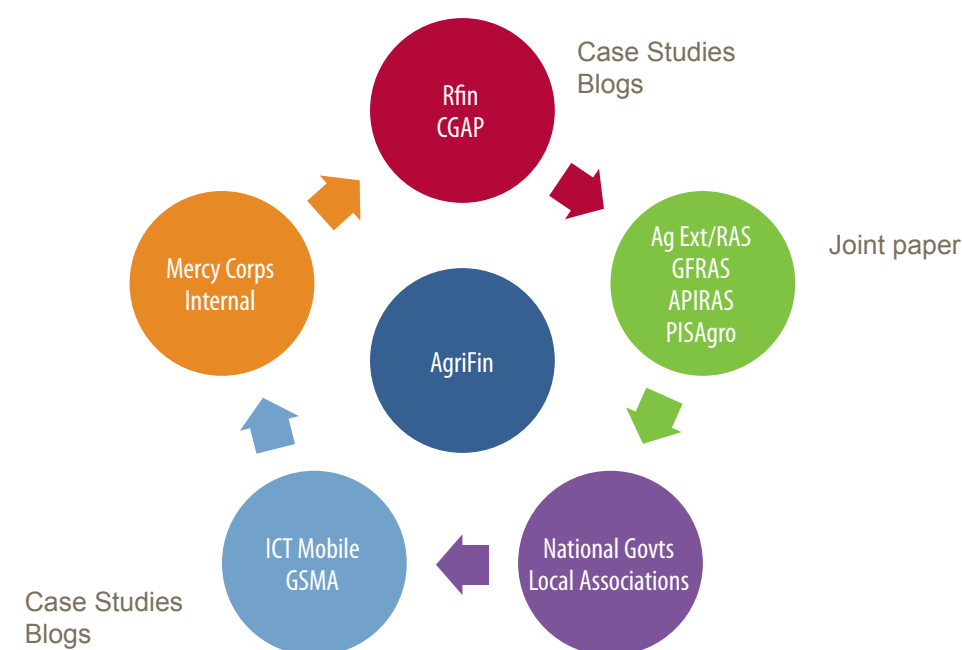 Case Studies
Blogs
Rfin
CGAP
Ag Ext/RAS
GFRAS
APIRAS
PISAgro
Joint paper
Mercy Corps
Internal
AgriFin
ICT Mobile
GSMA
National Govts
Local Associations
Case Studies
Blogs